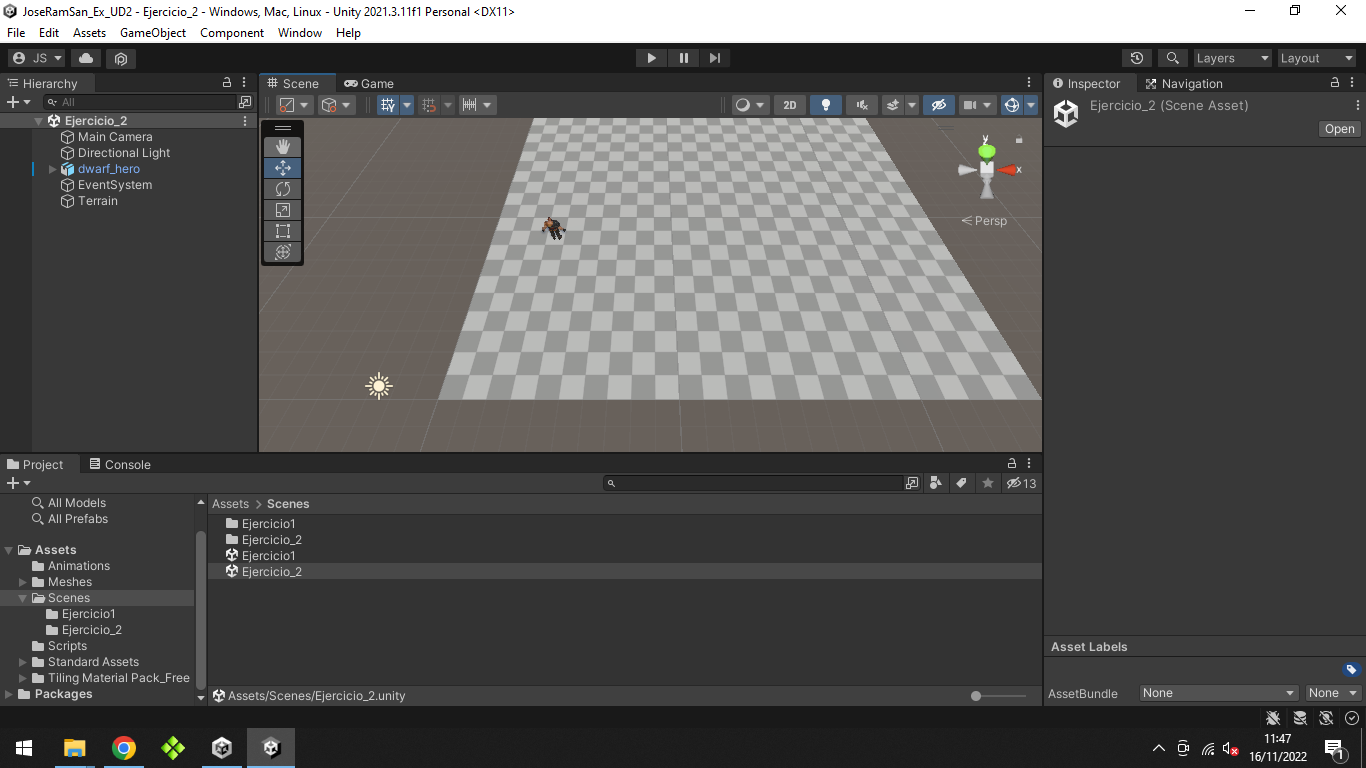 JoseRamSan_Ex_UD2 - Ejercicio_2 - Windows, Mac, Linux - Unity 2021.3.11f1 Personal <DX11>
File Edit Assets GameObject Component Window Help
JS Layers Layout
Hierarchy
All
Ejercicio_2
Main Camera
Directional Light
dwarf_hero
EventSystem
Terrain
Scene Game
2D
y
x
Persp
Inspector Navigation
Ejercicio_2 (Scene Asset)
Open
Project Console
13
All Models
All Prefabs
Assets
Animations
Meshes
Scenes
Ejercicio1
Ejercicio_2
Scripts
Standard Assets
Tiling Material Pack_Free
Packages
Assets > Scenes
Ejercicio1
Ejercicio_2
Ejercicio1
Ejercicio_2
Assets/Scenes/Ejercicio_2.unity
Asset Labels
AssetBundle None None
11:47
16/11/2022
1